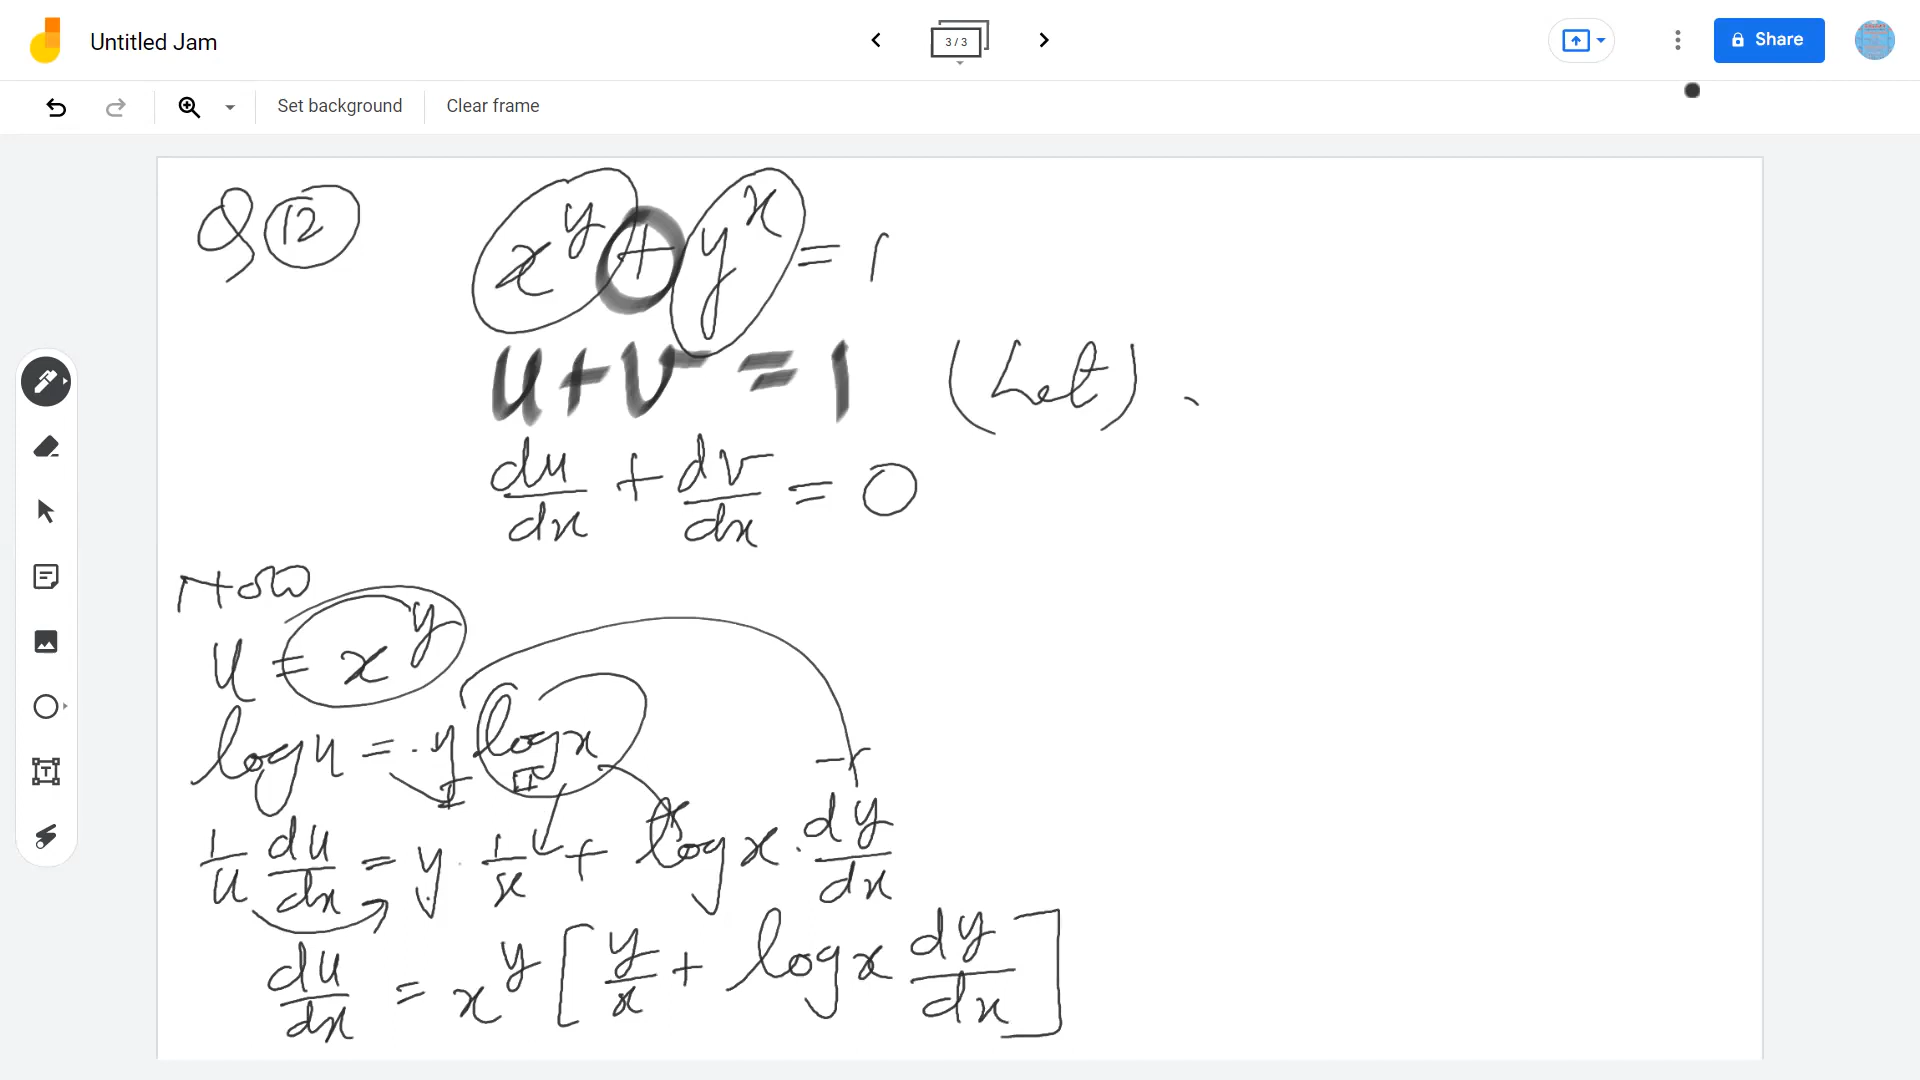 Untitled Jam
3 / 3
Share
Set background
Clear frame
Q 12 x^y + y^x = 1
u + v = 1 (Let).
du/dx + dv/dx = 0
Now
u = x^y
log u = y log x
I II
1/u du/dx = y · 1/x + log x · dy/dx
du/dx = x^y [ y/x + log x dy/dx ]